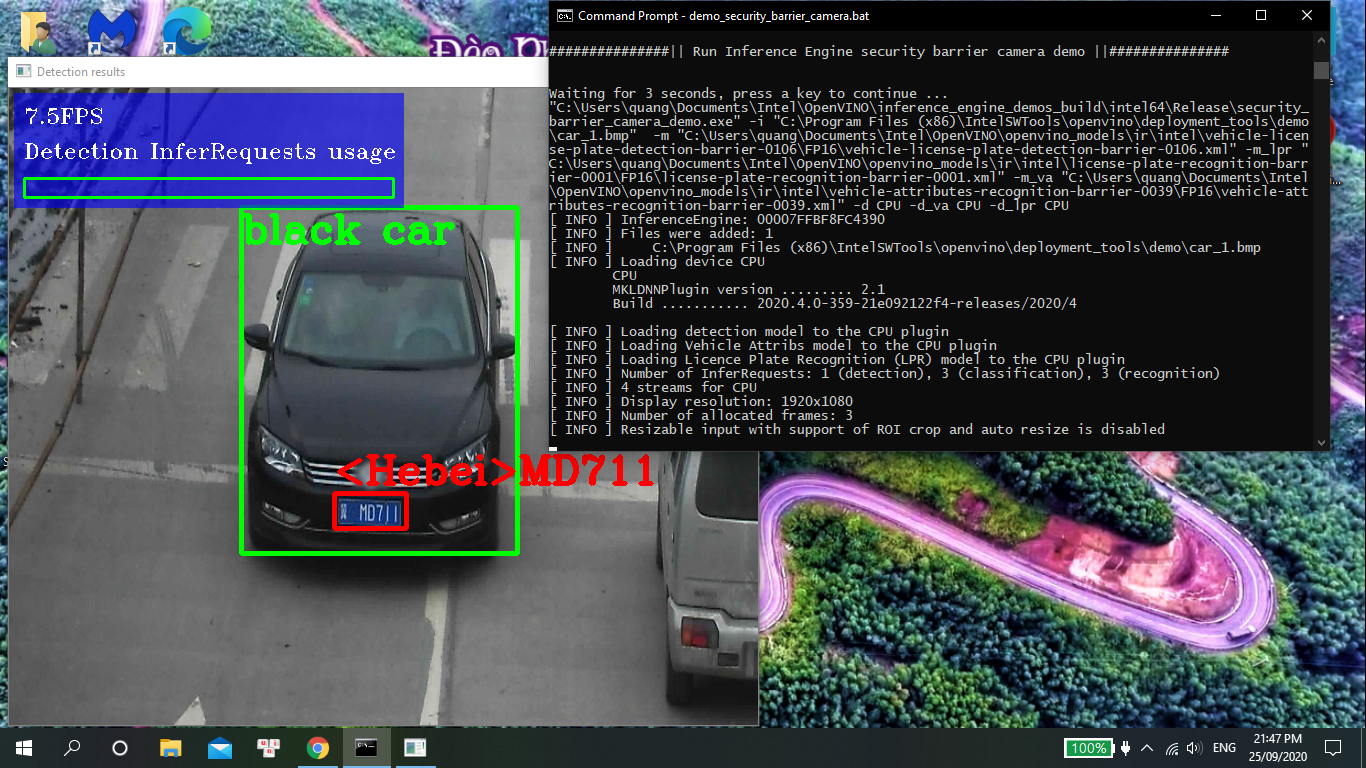 Command Prompt - demo_security_barrier_camera.bat
###############|| Run Inference Engine security barrier camera demo ||###############
Waiting for 3 seconds, press a key to continue ...
"C:\Users\quang\Documents\Intel\OpenVINO\inference_engine_demos_build\intel64\Release\security_
barrier_camera_demo.exe" -i "C:\Program Files (x86)\IntelSWTools\openvino\deployment_tools\demo
\car_1.bmp"  -m "C:\Users\quang\Documents\Intel\OpenVINO\openvino_models\ir\intel\vehicle-licen
se-plate-detection-barrier-0106\FP16\vehicle-license-plate-detection-barrier-0106.xml" -m_lpr "
C:\Users\quang\Documents\Intel\OpenVINO\openvino_models\ir\intel\license-plate-recognition-barr
ier-0001\FP16\license-plate-recognition-barrier-0001.xml" -m_va "C:\Users\quang\Documents\Intel
\OpenVINO\openvino_models\ir\intel\vehicle-attributes-recognition-barrier-0039\FP16\vehicle-att
ributes-recognition-barrier-0039.xml" -d CPU -d_va CPU -d_lpr CPU
[ INFO ] InferenceEngine: 00007FFBF8FC4390
[ INFO ] Files were added: 1
[ INFO ]     C:\Program Files (x86)\IntelSWTools\openvino\deployment_tools\demo\car_1.bmp
[ INFO ] Loading device CPU
CPU
MKLDNNPlugin version ......... 2.1
Build ........... 2020.4.0-359-21e092122f4-releases/2020/4
[ INFO ] Loading detection model to the CPU plugin
[ INFO ] Loading Vehicle Attribs model to the CPU plugin
[ INFO ] Loading Licence Plate Recognition (LPR) model to the CPU plugin
[ INFO ] Number of InferRequests: 1 (detection), 3 (classification), 3 (recognition)
[ INFO ] 4 streams for CPU
[ INFO ] Display resolution: 1920x1080
[ INFO ] Number of allocated frames: 3
[ INFO ] Resizable input with support of ROI crop and auto resize is disabled
Detection results
7.5FPS
Detection InferRequests usage
black car
<Hebei>MD711
冀 MD711
100%
ENG
21:47 PM
25/09/2020